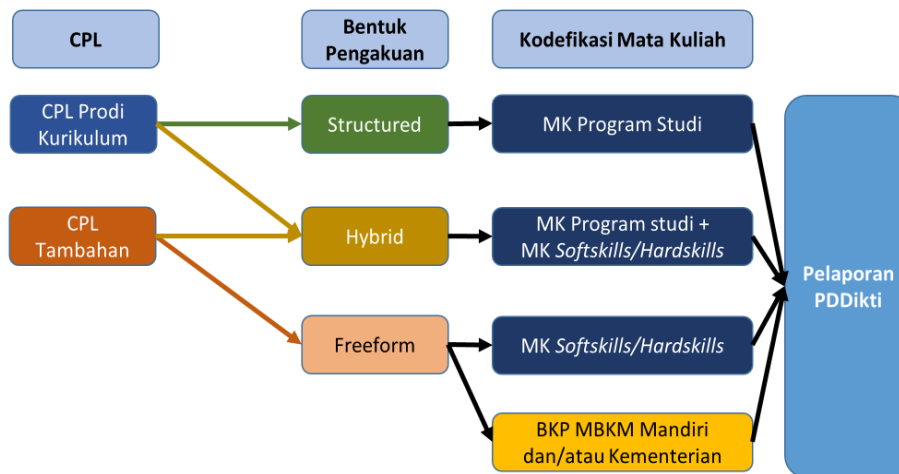 CPL
Bentuk
Pengakuan
Kodefikasi Mata Kuliah
CPL Prodi
Kurikulum
Structured
MK Program Studi
CPL
Tambahan
Hybrid
MK Program studi +
MK Softskills/Hardskills
Pelaporan
PDDikti
Freeform
MK Softskills/Hardskills
BKP MBKM Mandiri
dan/atau Kementerian